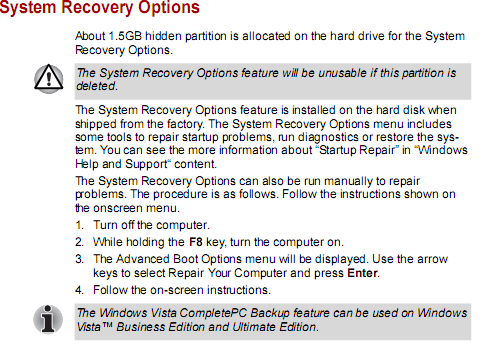 System Recovery Options
About 1.5GB hidden partition is allocated on the hard drive for the System
Recovery Options.
The System Recovery Options feature will be unusable if this partition is
deleted.
The System Recovery Options feature is installed on the hard disk when
shipped from the factory. The System Recovery Options menu includes
some tools to repair startup problems, run diagnostics or restore the sys-
tem. You can see the more information about “Startup Repair” in “Windows
Help and Support“ content.
The System Recovery Options can also be run manually to repair
problems. The procedure is as follows. Follow the instructions shown on
the onscreen menu.
1. Turn off the computer.
2. While holding the F8 key, turn the computer on.
3. The Advanced Boot Options menu will be displayed. Use the arrow
keys to select Repair Your Computer and press Enter.
4. Follow the on-screen instructions.
The Windows Vista CompletePC Backup feature can be used on Windows
Vista™ Business Edition and Ultimate Edition.